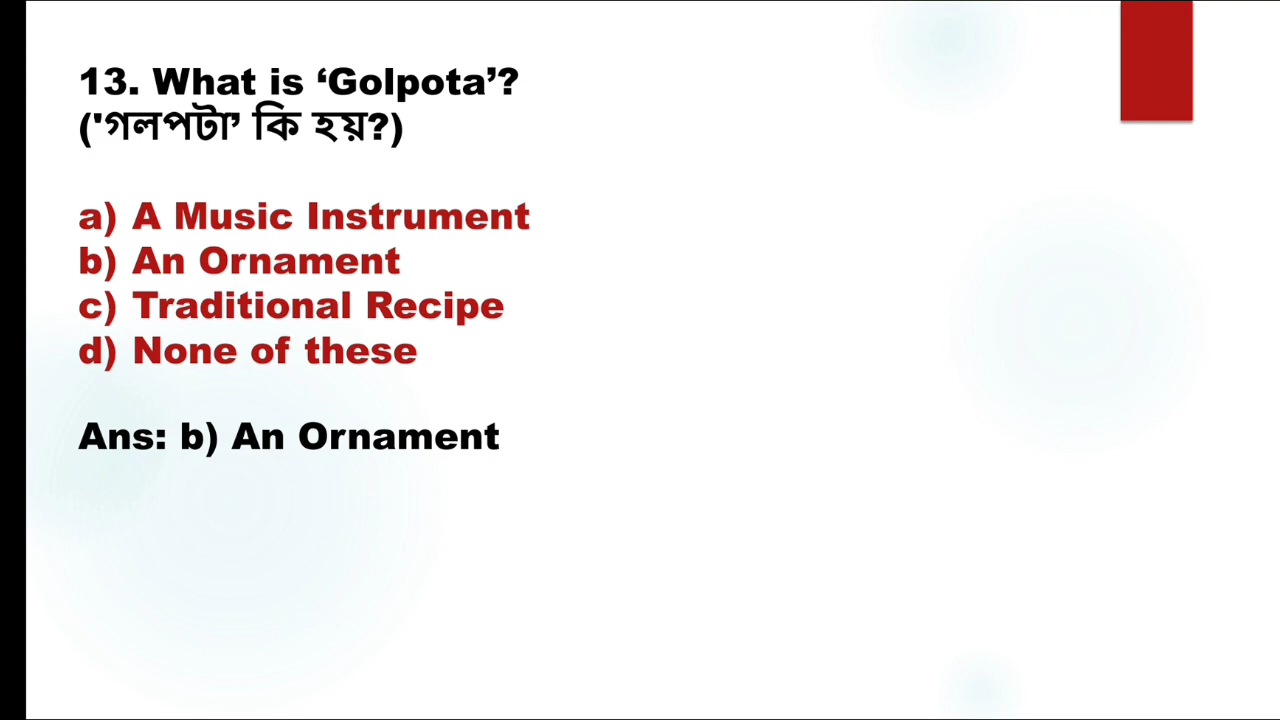 13. What is ‘Golpota’?
('গলপটা’ কি হয়?)
a) A Music Instrument
b) An Ornament
c) Traditional Recipe
d) None of these
Ans: b) An Ornament